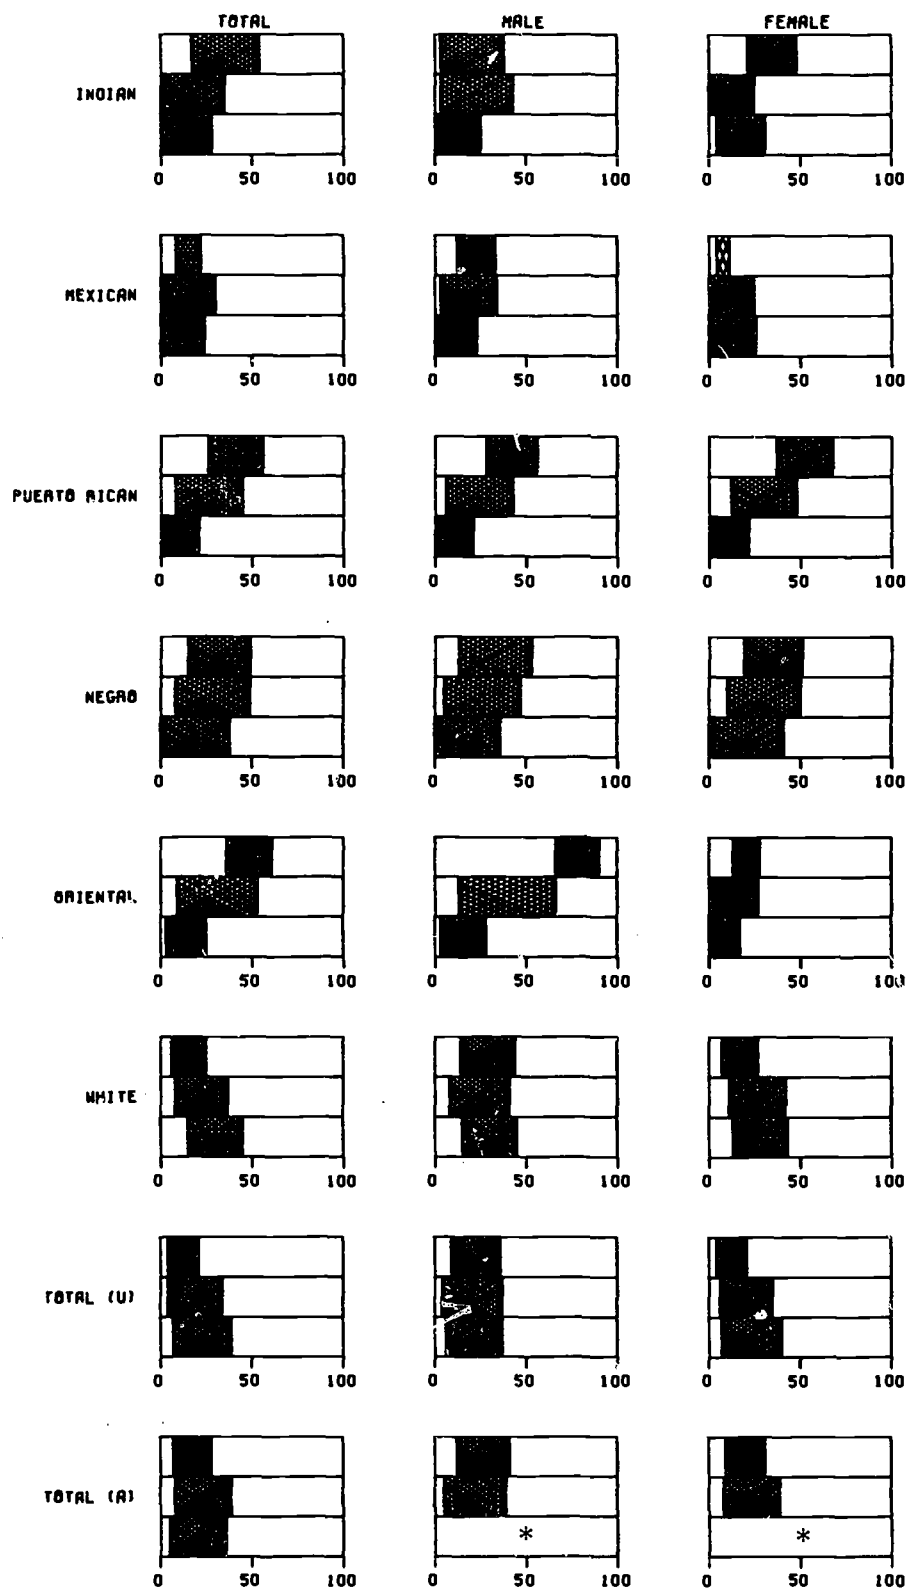 TOTAL MALE FEMALE
INDIAN
0 50 100 0 50 100 0 50 100
MEXICAN
0 50 100 0 50 100 0 50 100
PUERTO RICAN
0 50 100 0 50 100 0 50 100
NEGRO
0 50 100 0 50 100 0 50 100
ORIENTAL
0 50 100 0 50 100 0 50 100
WHITE
0 50 100 0 50 100 0 50 100
TOTAL (U)
0 50 100 0 50 100 0 50 100
TOTAL (A)
* *
0 50 100 0 50 100 0 50 100